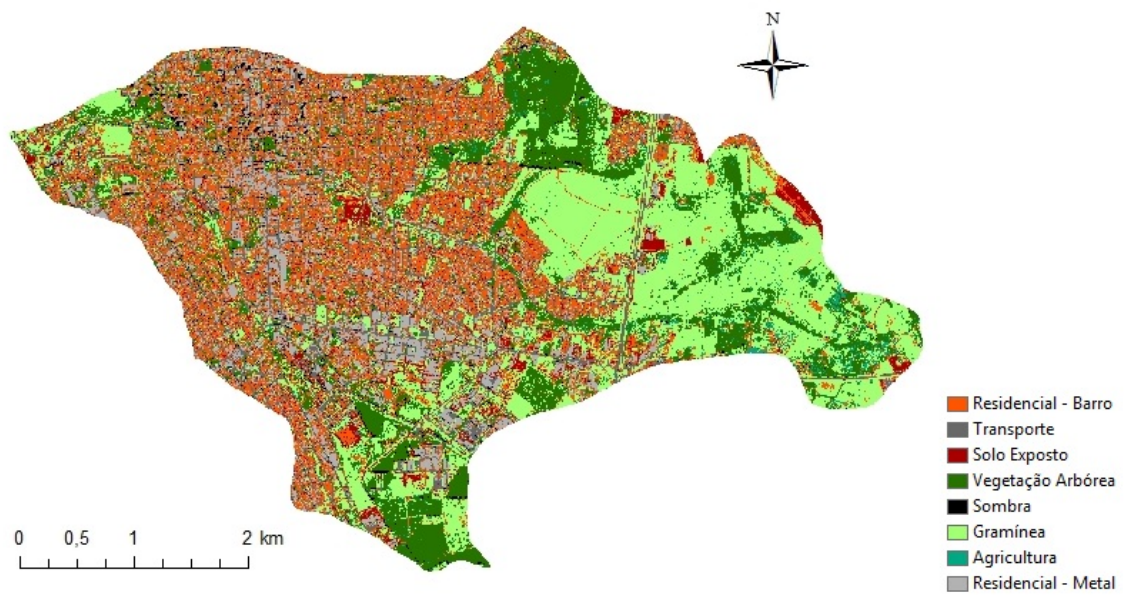 N
Residencial - Barro
Transporte
Solo Exposto
Vegetação Arbórea
Sombra
Gramínea
Agricultura
Residencial - Metal
0 0,5 1 2 km